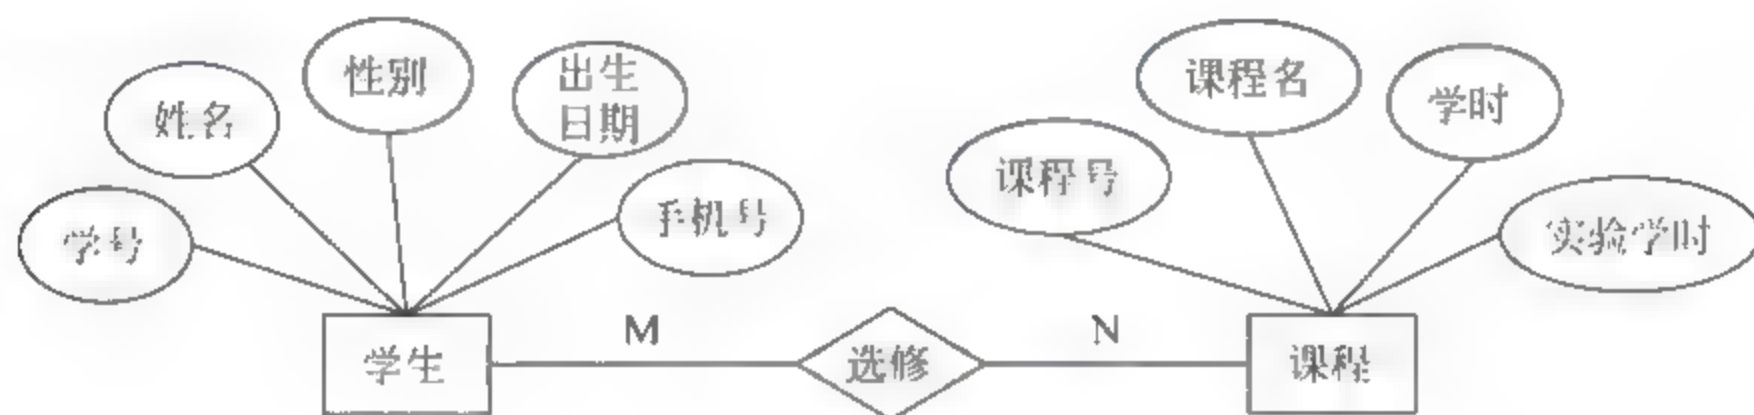 性别
出生
日期
姓名
手机号
学号
课程名
学时
课程号
实验学时
学生
M
选修
N
课程